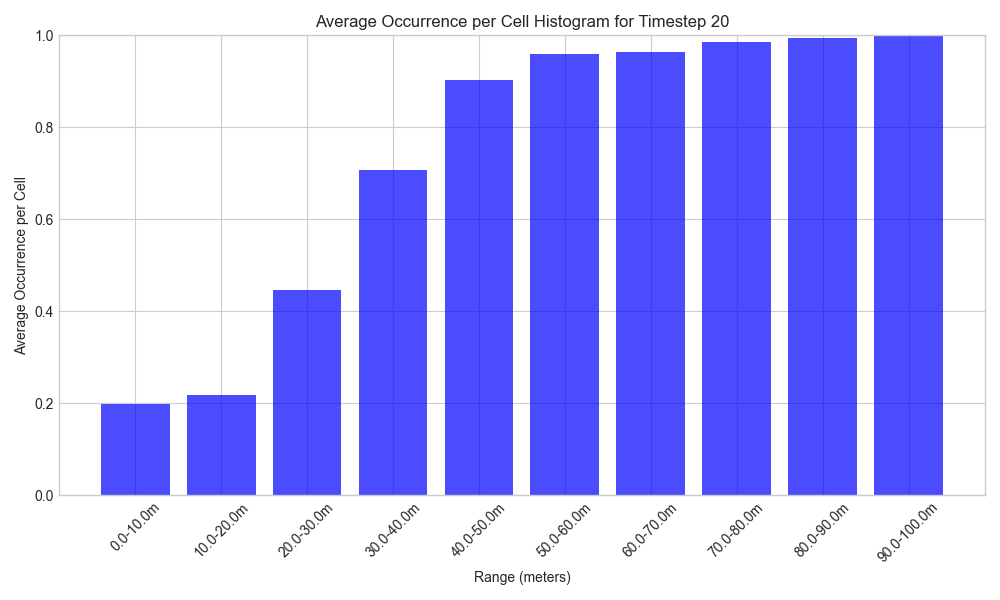 Average Occurrence per Cell Histogram for Timestep 20
1.0
0.8
0.6
0.4
0.2
0.0
Average Occurrence per Cell
0.0-10.0m
10.0-20.0m
20.0-30.0m
30.0-40.0m
40.0-50.0m
50.0-60.0m
60.0-70.0m
70.0-80.0m
80.0-90.0m
90.0-100.0m
Range (meters)